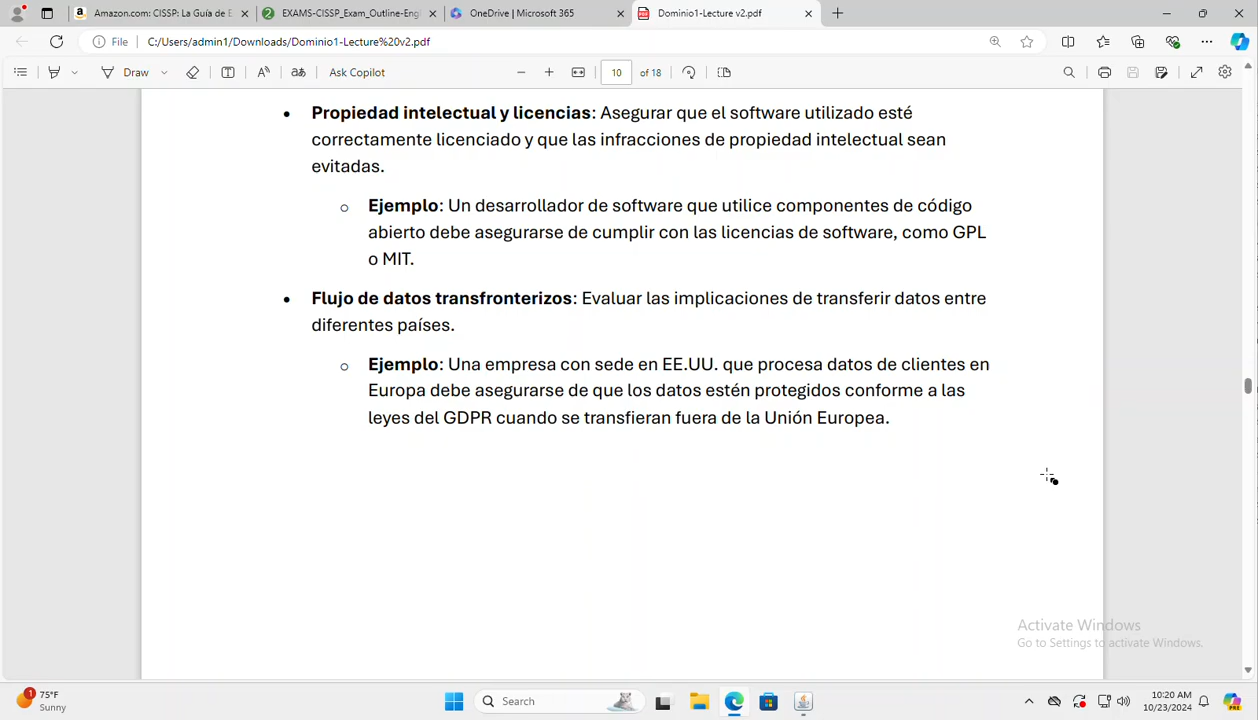 Amazon.com: CISSP: La Guía de E
EXAMS-CISSP_Exam_Outline-Eng
OneDrive | Microsoft 365
Dominio1-Lecture v2.pdf
File
C:/Users/admin1/Downloads/Dominio1-Lecture%20v2.pdf
Draw
Ask Copilot
10 of 18
• Propiedad intelectual y licencias: Asegurar que el software utilizado esté
correctamente licenciado y que las infracciones de propiedad intelectual sean
evitadas.
o Ejemplo: Un desarrollador de software que utilice componentes de código
abierto debe asegurarse de cumplir con las licencias de software, como GPL
o MIT.
• Flujo de datos transfronterizos: Evaluar las implicaciones de transferir datos entre
diferentes países.
o Ejemplo: Una empresa con sede en EE.UU. que procesa datos de clientes en
Europa debe asegurarse de que los datos estén protegidos conforme a las
leyes del GDPR cuando se transfieran fuera de la Unión Europea.
Activate Windows
Go to Settings to activate Windows.
1
75°F
Sunny
Search
10:20 AM
10/23/2024